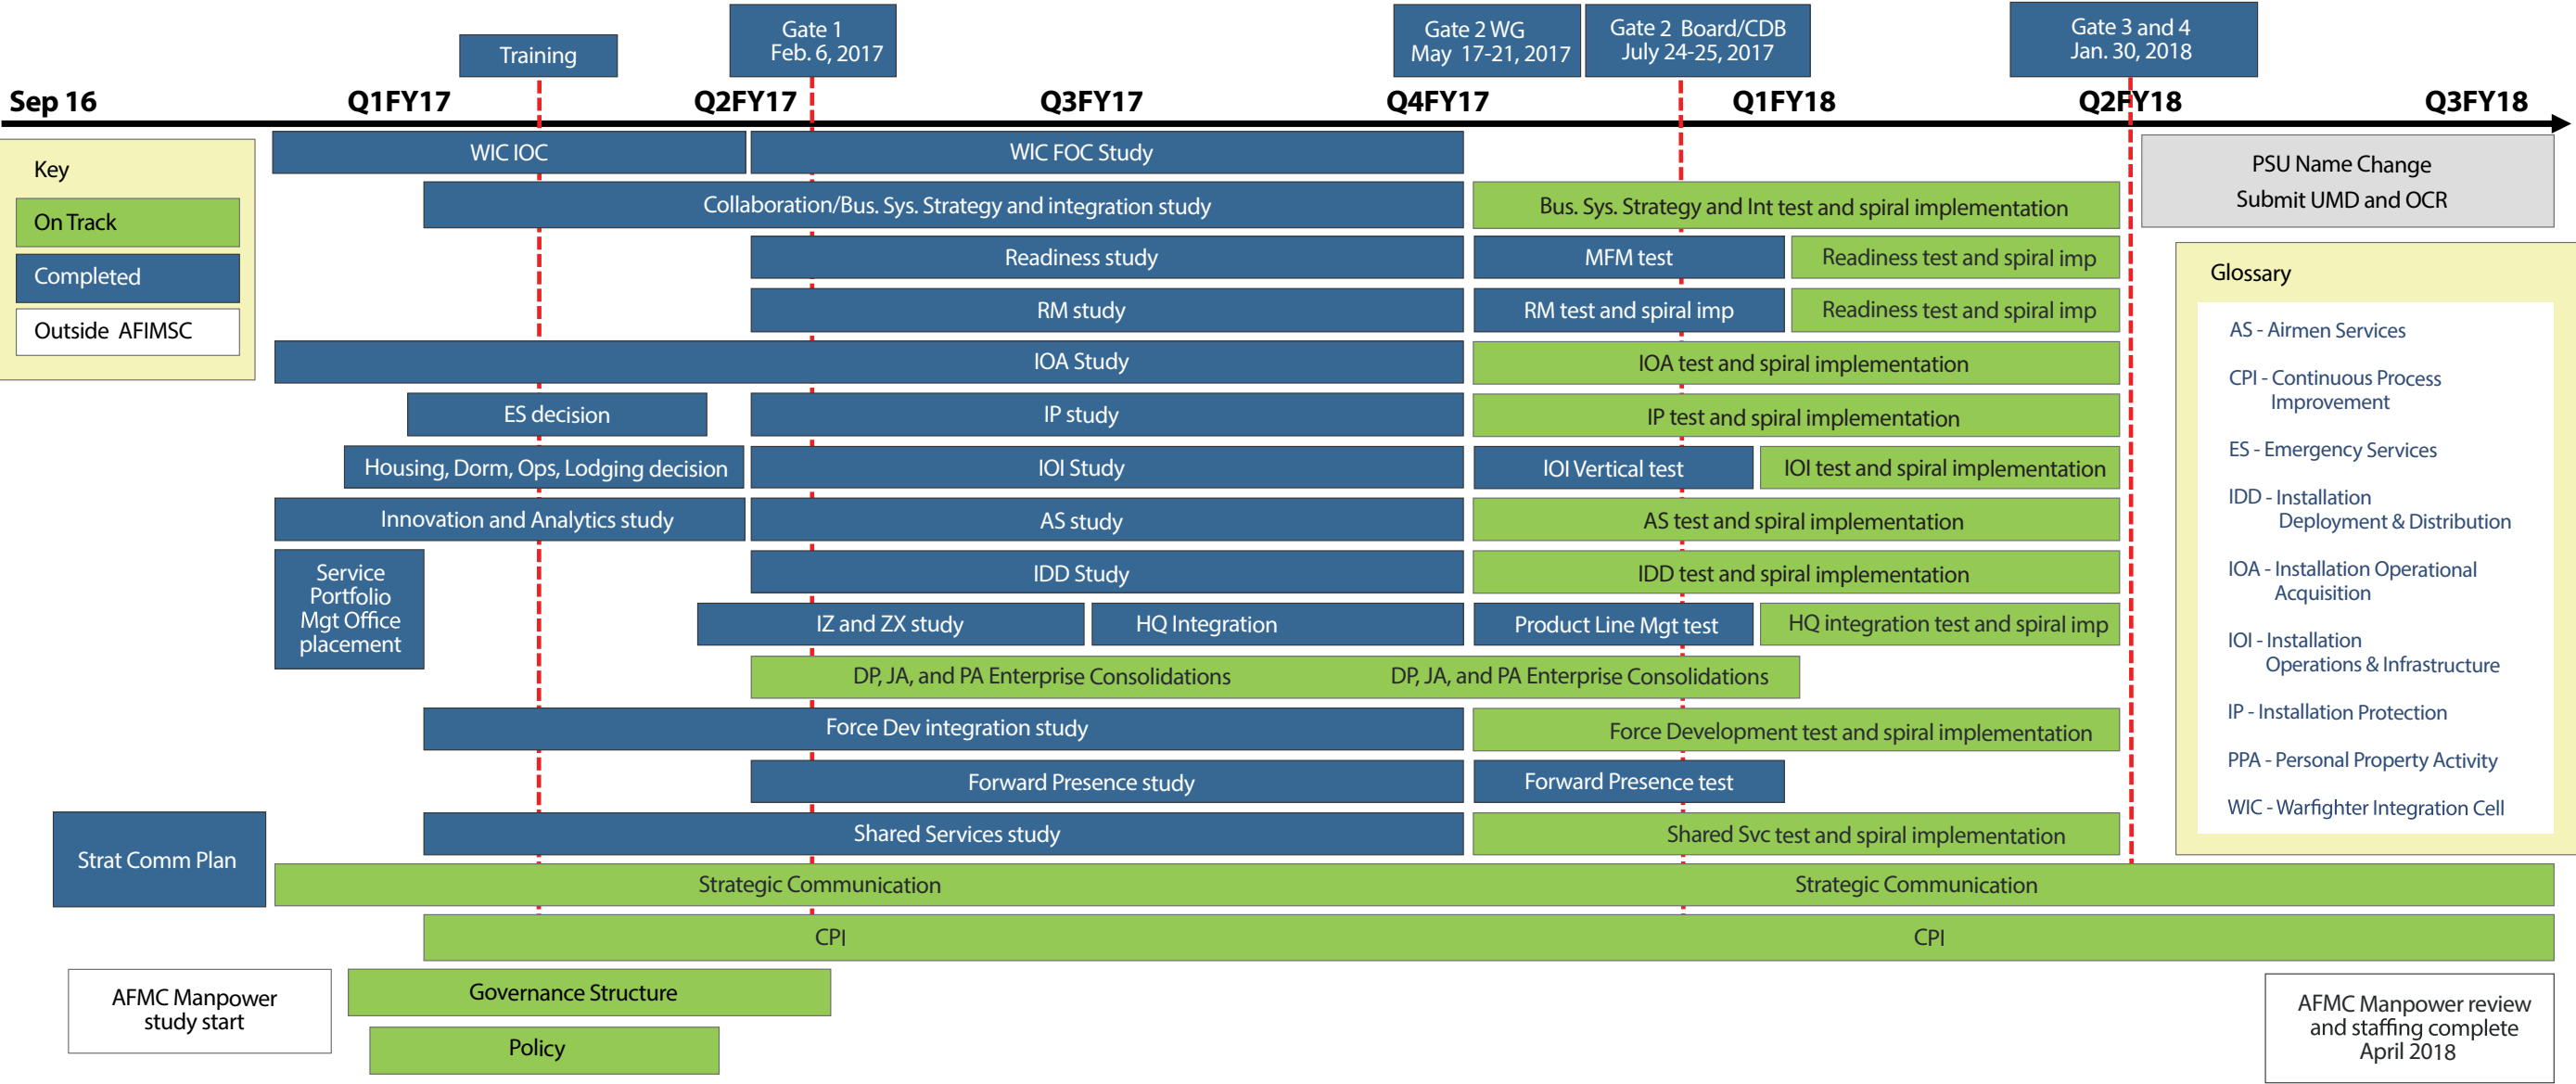 Training
Gate 1
Feb. 6, 2017
Gate 2 WG
May 17-21, 2017
Gate 2 Board/CDB
July 24-25, 2017
Gate 3 and 4
Jan. 30, 2018
Sep 16
Q1FY17
Q2FY17
Q3FY17
Q4FY17
Q1FY18
Q2FY18
Q3FY18
Key
On Track
Completed
Outside AFIMSC
WIC IOC
WIC FOC Study
PSU Name Change
Submit UMD and OCR
Collaboration/Bus. Sys. Strategy and integration study
Bus. Sys. Strategy and Int test and spiral implementation
Readiness study
MFM test
Readiness test and spiral imp
RM study
RM test and spiral imp
Readiness test and spiral imp
IOA Study
IOA test and spiral implementation
ES decision
IP study
IP test and spiral implementation
Housing, Dorm, Ops, Lodging decision
IOI Study
IOI Vertical test
IOI test and spiral implementation
Innovation and Analytics study
AS study
AS test and spiral implementation
Service
Portfolio
Mgt Office
placement
IDD Study
IDD test and spiral implementation
IZ and ZX study
HQ Integration
Product Line Mgt test
HQ integration test and spiral imp
DP, JA, and PA Enterprise Consolidations
DP, JA, and PA Enterprise Consolidations
Force Dev integration study
Force Development test and spiral implementation
Forward Presence study
Forward Presence test
Strat Comm Plan
Shared Services study
Shared Svc test and spiral implementation
Strategic Communication
Strategic Communication
CPI
CPI
AFMC Manpower
study start
Governance Structure
Policy
Glossary
AS - Airmen Services
CPI - Continuous Process
Improvement
ES - Emergency Services
IDD - Installation
Deployment & Distribution
IOA - Installation Operational
Acquisition
IOI - Installation
Operations & Infrastructure
IP - Installation Protection
PPA - Personal Property Activity
WIC - Warfighter Integration Cell
AFMC Manpower review
and staffing complete
April 2018